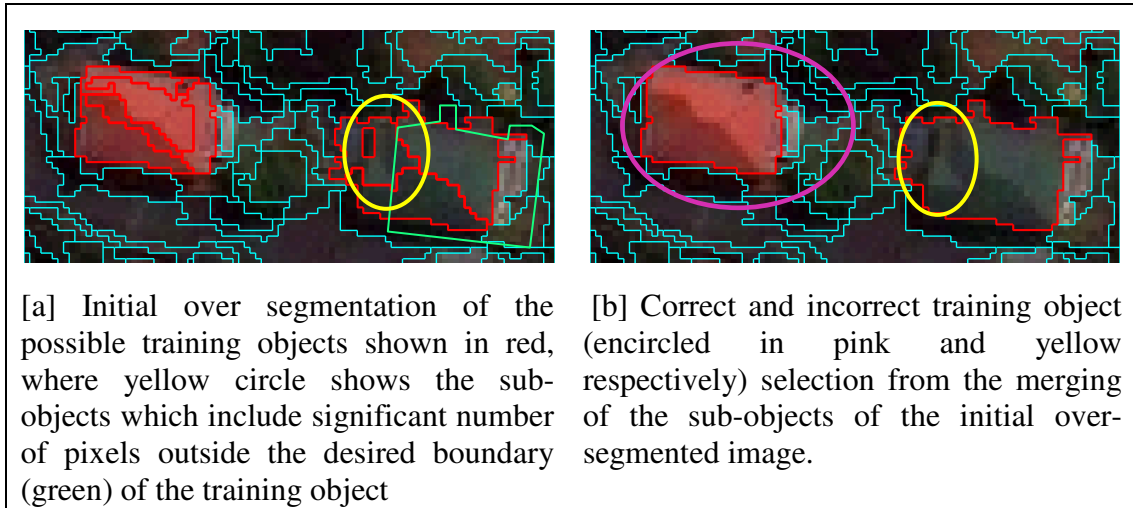 [a] Initial over segmentation of the
possible training objects shown in red,
where yellow circle shows the sub-
objects which include significant number
of pixels outside the desired boundary
(green) of the training object
[b] Correct and incorrect training object
(encircled in pink and yellow
respectively) selection from the merging
of the sub-objects of the initial over-
segmented image.